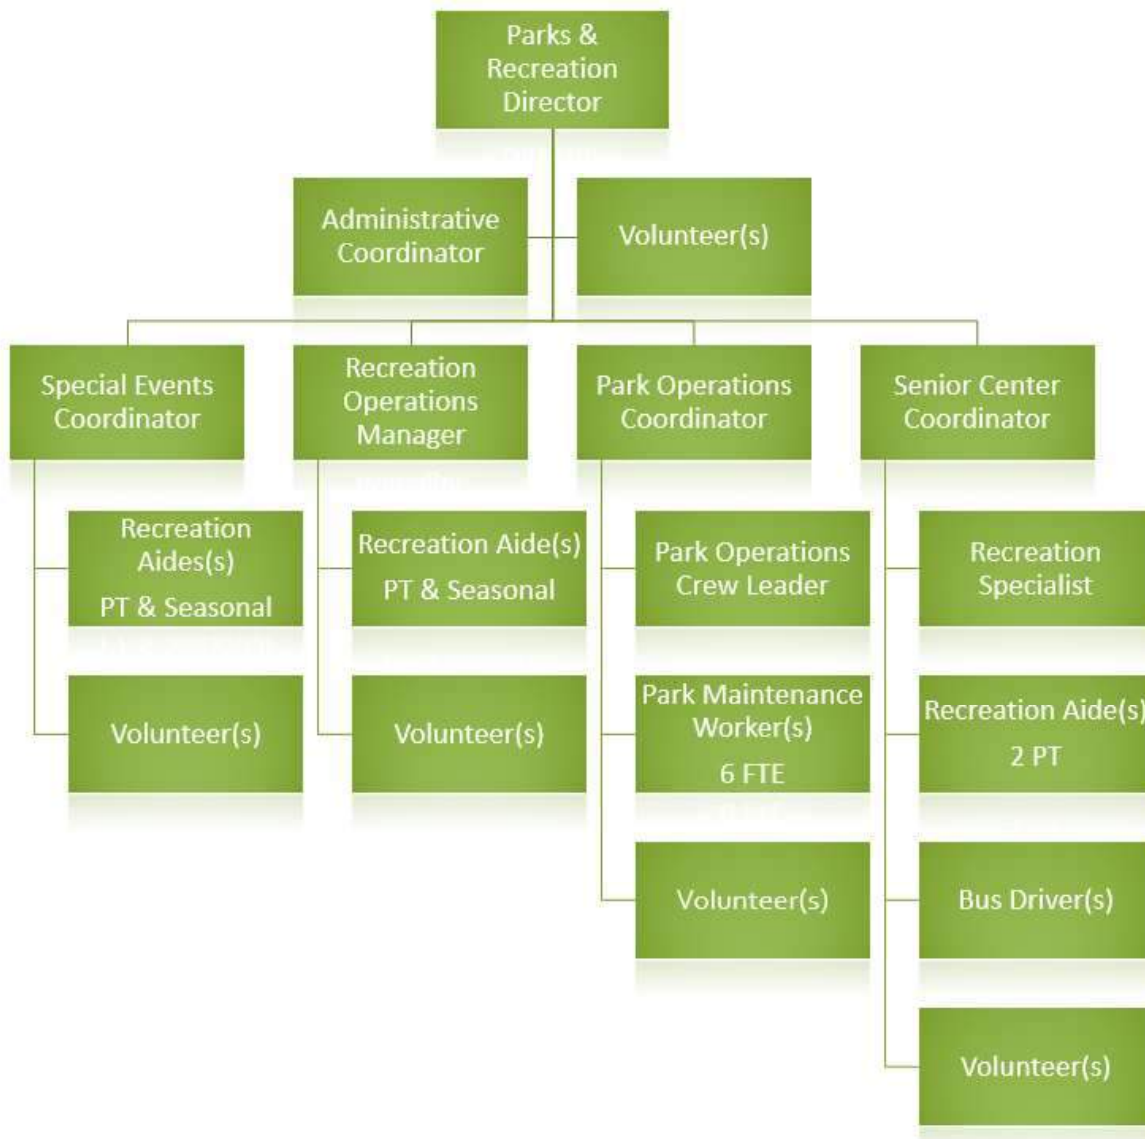 Parks &
Recreation
Director
Administrative
Coordinator
Volunteer(s)
Special Events
Coordinator
Recreation
Operations
Manager
Park Operations
Coordinator
Senior Center
Coordinator
Recreation
Aides(s)
PT & Seasonal
Recreation Aide(s)
PT & Seasonal
Park Operations
Crew Leader
Recreation
Specialist
Volunteer(s)
Volunteer(s)
Park Maintenance
Worker(s)
6 FTE
Recreation Aide(s)
2 PT
Volunteer(s)
Bus Driver(s)
Volunteer(s)